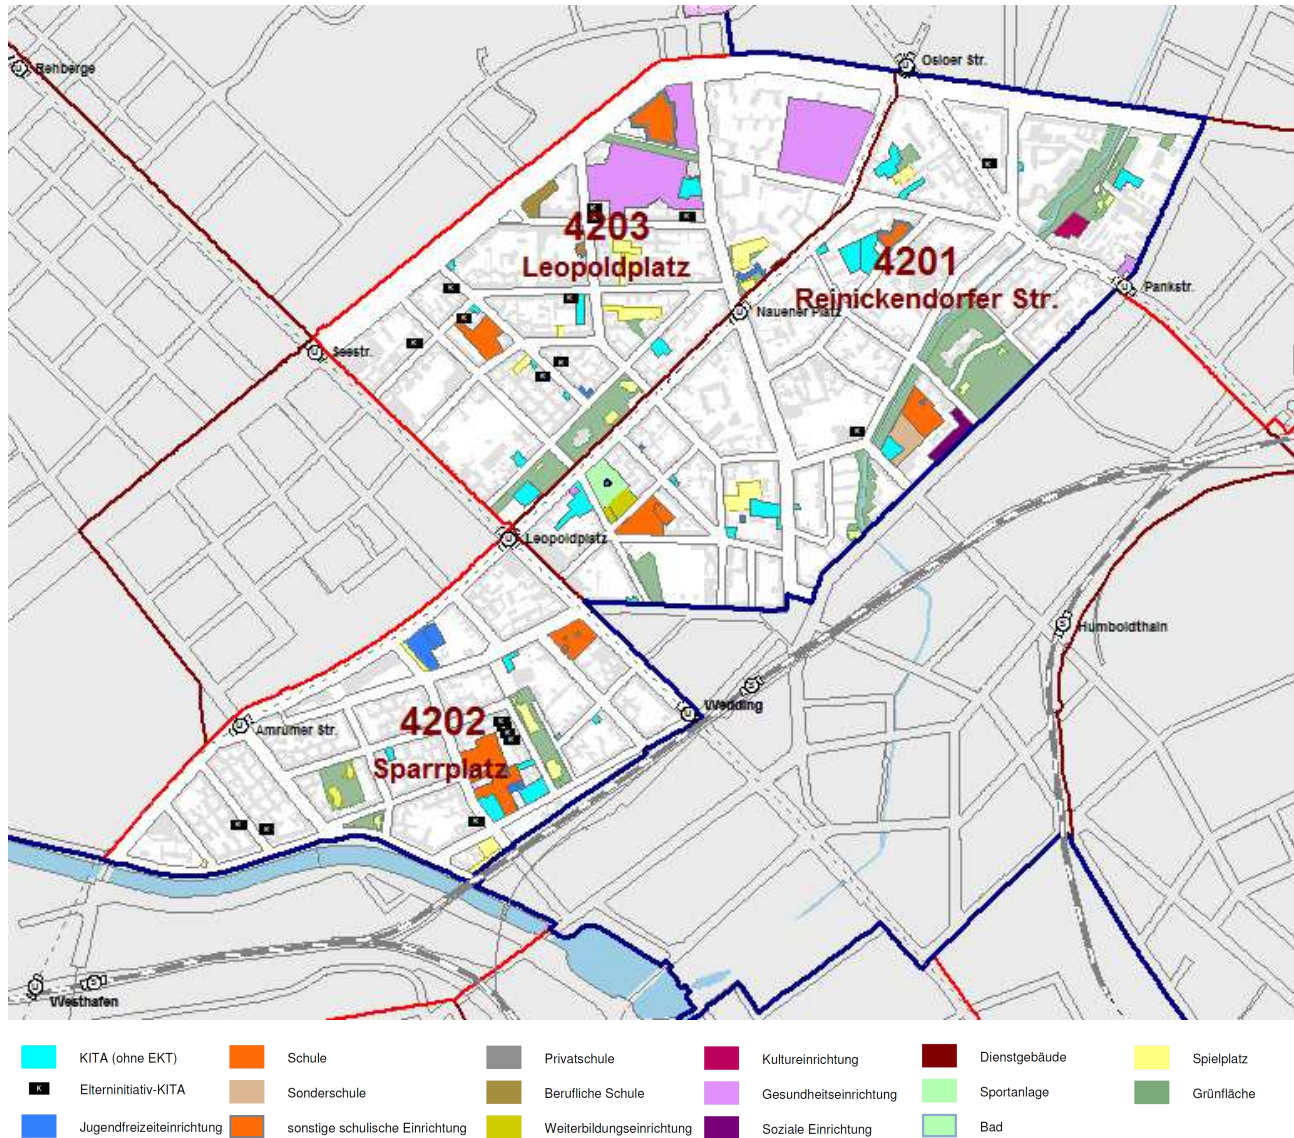 Rehberge
Osloer Str.
4203
Leopoldplatz
4201
Reinickendorfer Str.
Pankstr.
Nauener Platz
Seestr.
Leopoldplatz
Humboldthain
Wedding
4202
Sparrplatz
Amrumer Str.
Westhafen
KITA (ohne EKT)
Schule
Privatschule
Kultureinrichtung
Dienstgebäude
Spielplatz
K Elterninitiativ-KITA
Sonderschule
Berufliche Schule
Gesundheitseinrichtung
Sportanlage
Grünfläche
Jugendfreizeiteinrichtung
sonstige schulische Einrichtung
Weiterbildungseinrichtung
Soziale Einrichtung
Bad